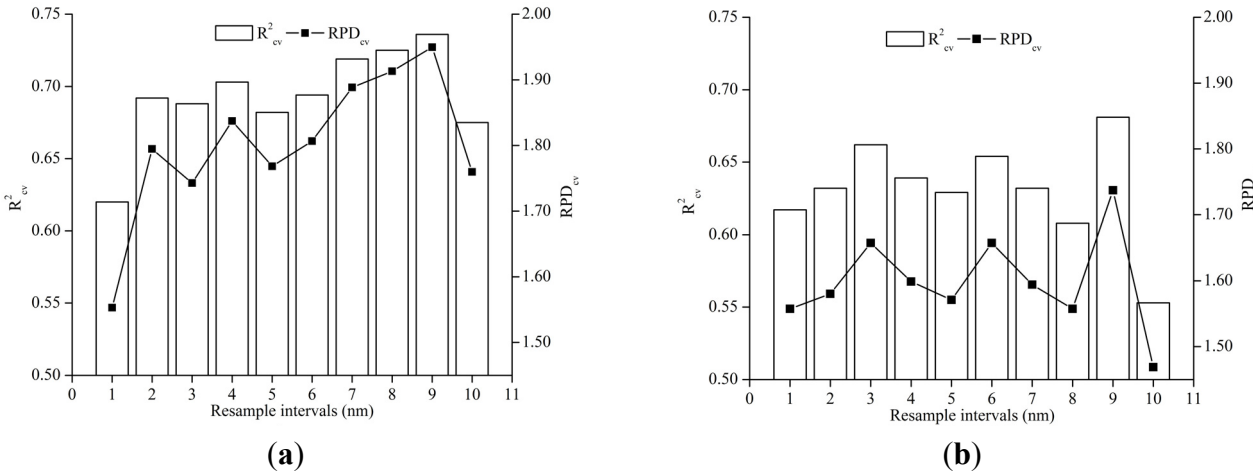 0.75
0.70
0.65
0.60
0.55
0.50
R²cv
2.00
1.90
1.80
1.70
1.60
1.50
RPDcv
R²cv RPDcv
0 1 2 3 4 5 6 7 8 9 10 11
Resample intervals (nm)
(a)
0.75
0.70
0.65
0.60
0.55
0.50
R²cv
2.00
1.90
1.80
1.70
1.60
1.50
RPD
R²cv RPDcv
0 1 2 3 4 5 6 7 8 9 10 11
Resample intervals (nm)
(b)